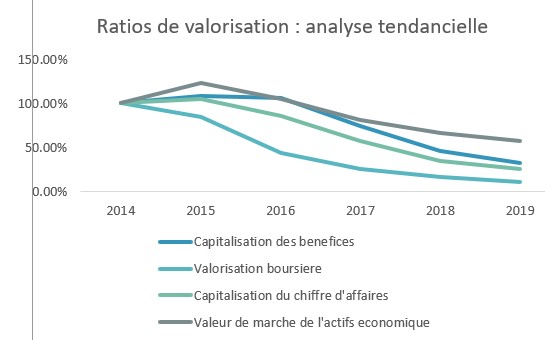 Ratios de valorisation : analyse tendancielle
150.00%
100.00%
50.00%
0.00%
2014 2015 2016 2017 2018 2019
Capitalisation des benefices
Valorisation boursiere
Capitalisation du chiffre d'affaires
Valeur de marche de l'actifs economique